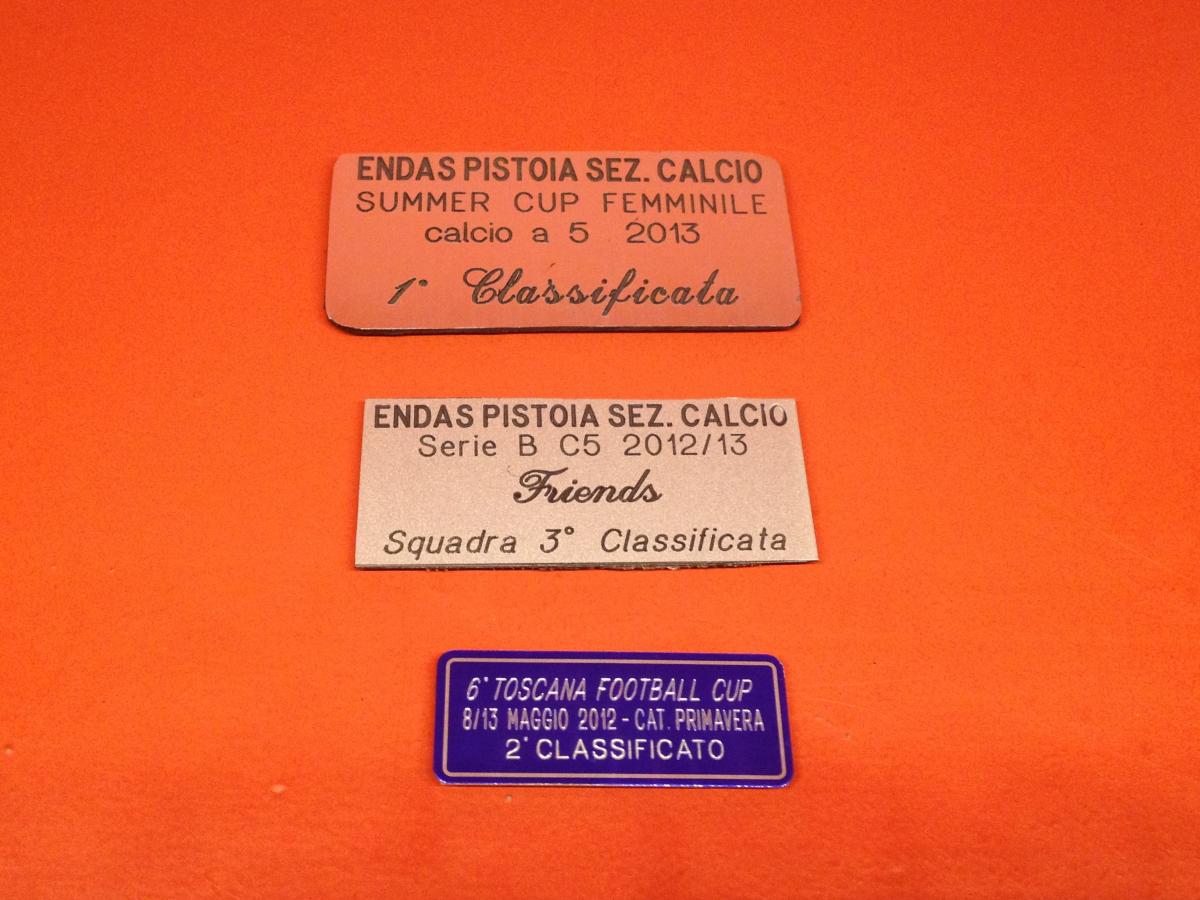 ENDAS PISTOIA SEZ. CALCIO
SUMMER CUP FEMMINILE
calcio a 5 2013
1° Classificata
ENDAS PISTOIA SEZ. CALCIO
Serie B C5 2012/13
Friends
Squadra 3° Classificata
6° TOSCANA FOOTBALL CUP
8/13 MAGGIO 2012 - CAT. PRIMAVERA
2° CLASSIFICATO